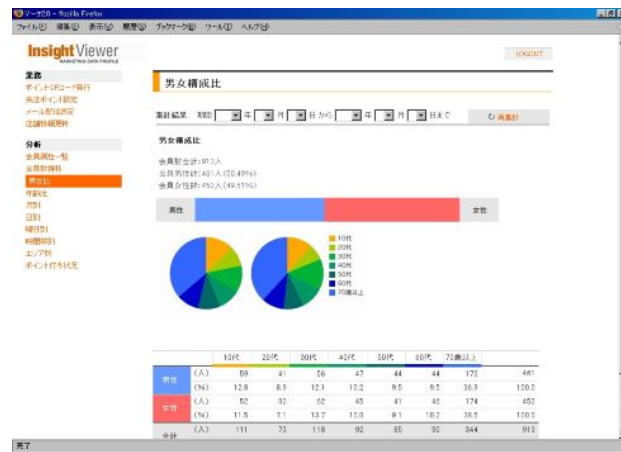 マーケ2.0 - Mozilla Firefox
ファイル(F) 編集(E) 表示(V) 履歴(S) ブックマーク(B) ツール(T) ヘルプ(H)
Insight Viewer
MARKETING DATA PROFILE
LOGOUT
業務
ポイントQRコード発行
来店ポイント設定
メール配信設定
店舗情報更新
分析
会員属性一覧
会員数推移
男女比
年齢比
月別
日別
曜日別
時間帯別
エリア別
ポイント付与状況
男女構成比
集計結果 期間 年 月 日から 年 月 日まで 再集計
男女構成比
会員数合計:913人
会員男性数:461人(50.49%)
会員女性数:452人(49.51%)
男性 女性
10代
20代
30代
40代
50代
60代
70歳以上
10代 20代 30代 40代 50代 60代 70歳以上
男性 (人) 59 41 56 47 44 44 170 461
(%) 12.8 8.9 12.1 10.2 9.5 9.5 36.9 100.0
女性 (人) 52 32 62 45 41 46 174 452
(%) 11.5 7.1 13.7 10.0 9.1 10.2 38.5 100.0
合計 (人) 111 73 118 92 85 90 344 913
完了